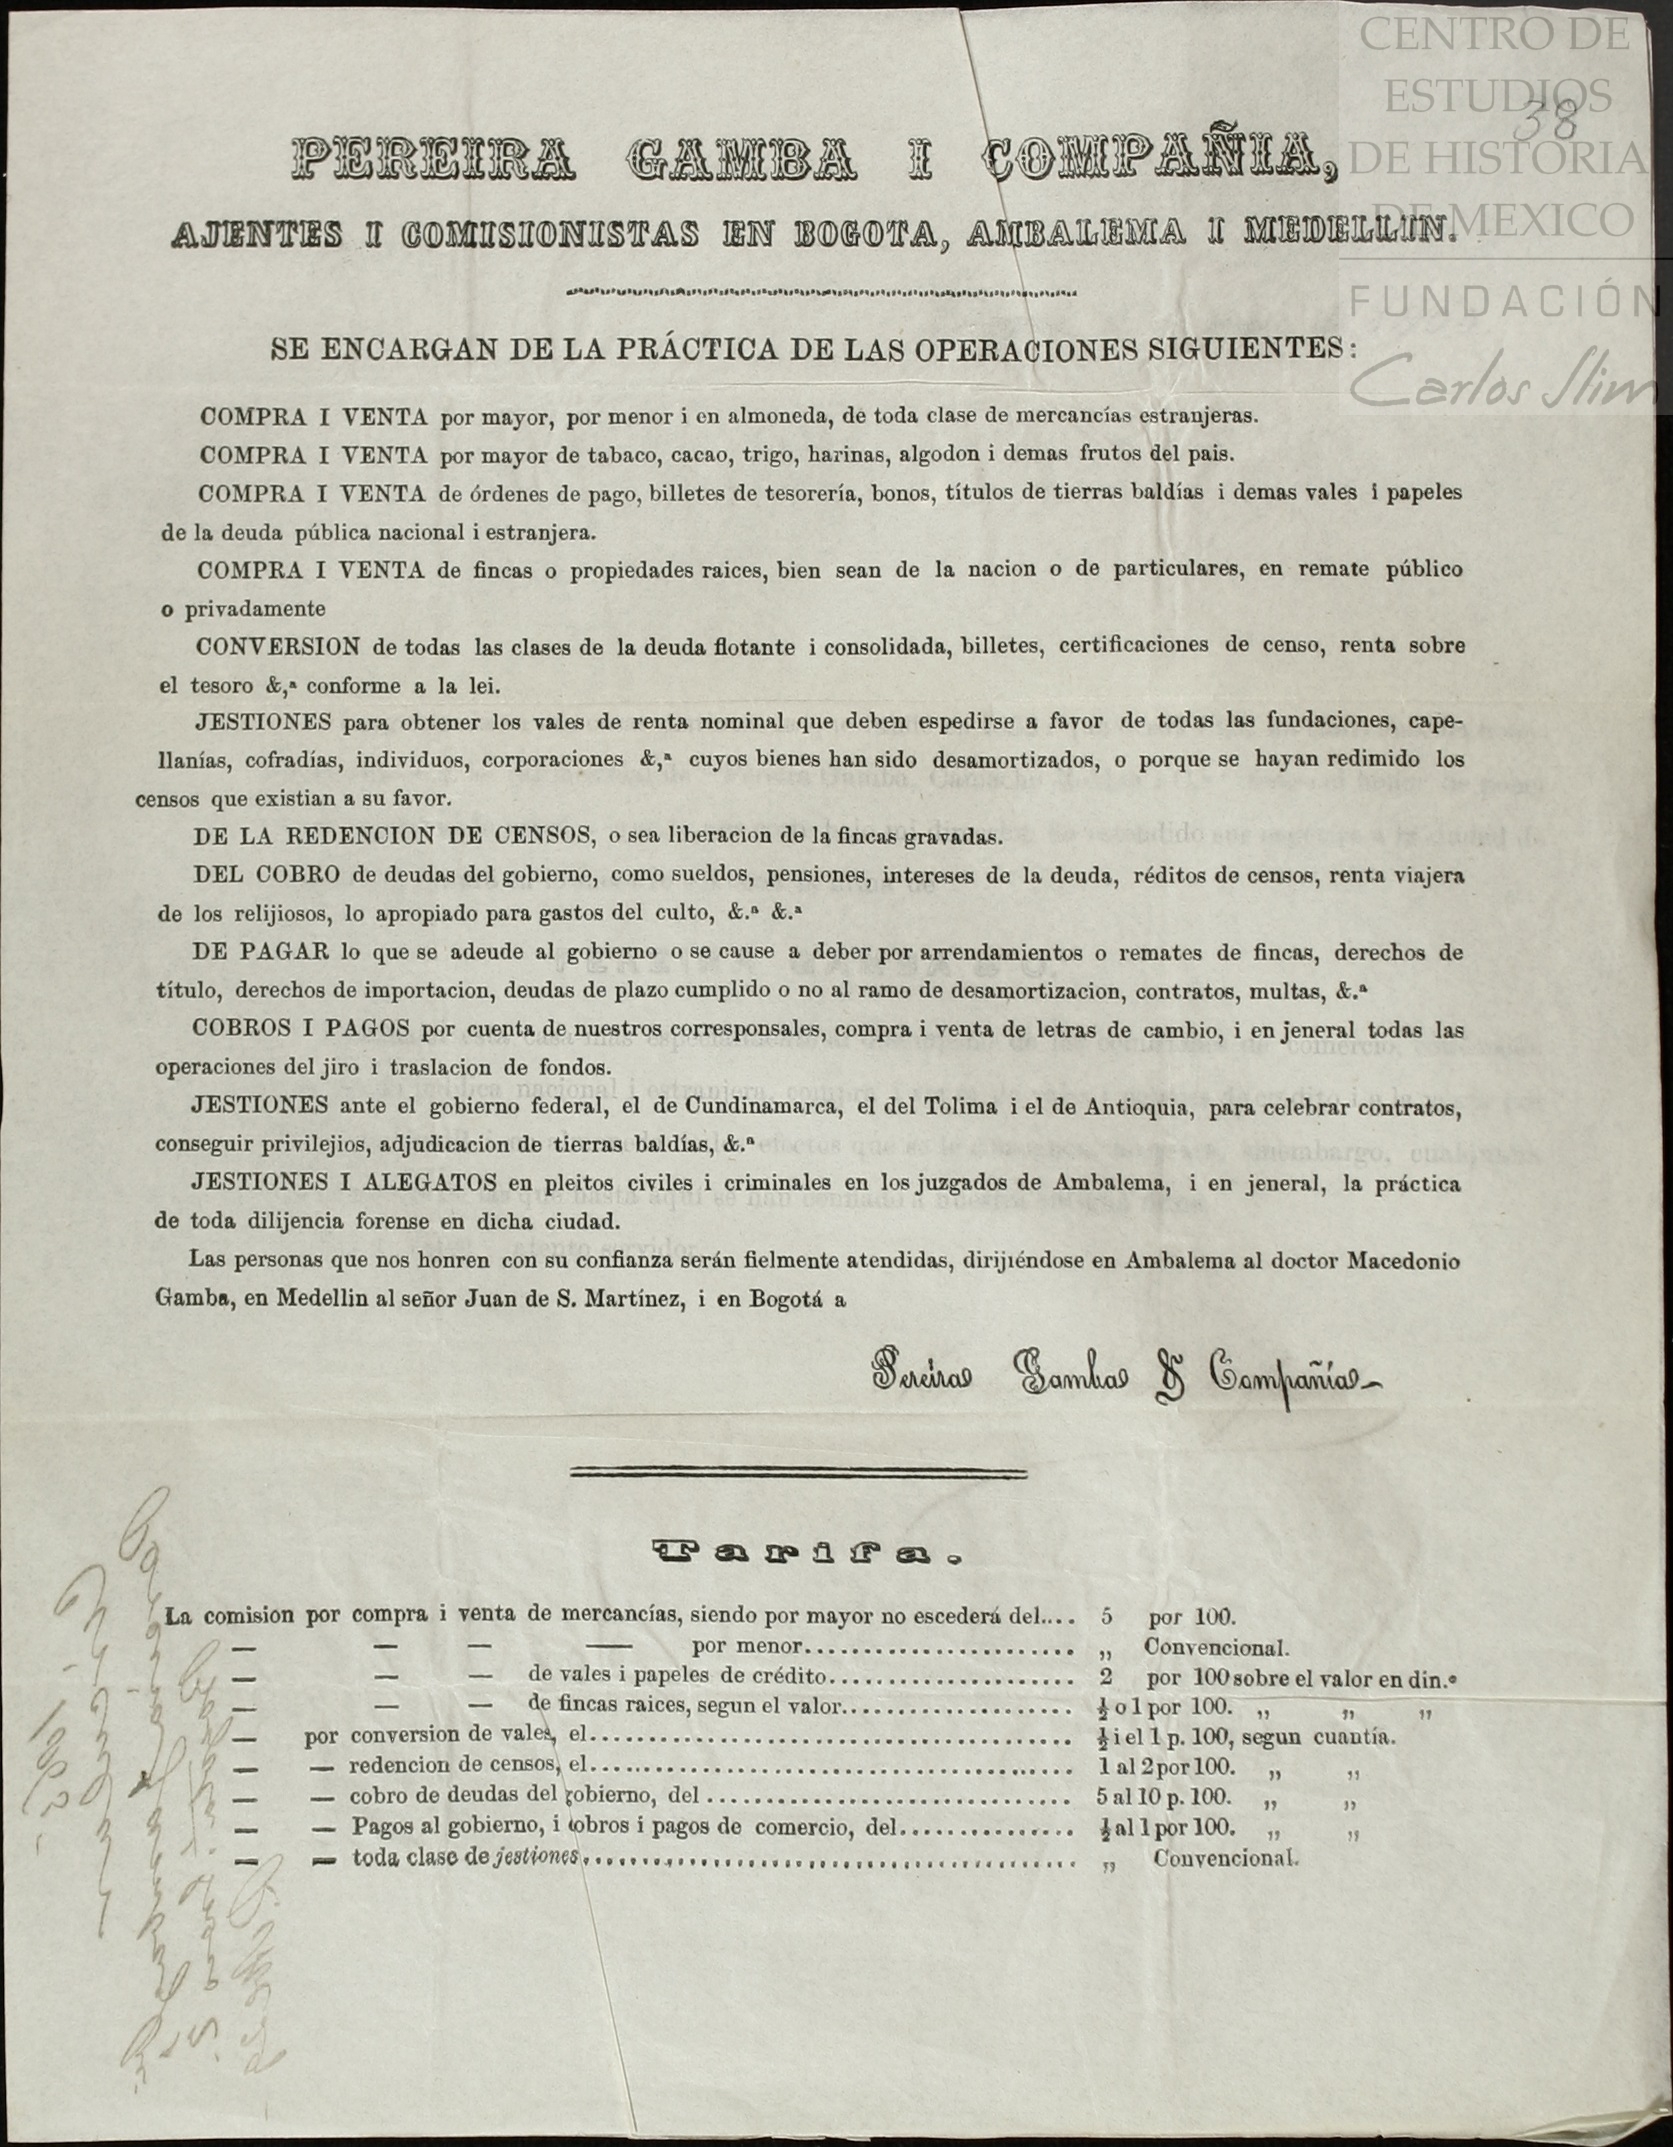 CENTRO DE
ESTUDIOS
DE HISTORIA
DE MEXICO
FUNDACIÓN
Carlos Slim
38
PEREIRA GAMBA I COMPAÑIA,
AJENTES I COMISIONISTAS EN BOGOTA, AMBALEMA I MEDELLIN.
SE ENCARGAN DE LA PRÁCTICA DE LAS OPERACIONES SIGUIENTES:
COMPRA I VENTA por mayor, por menor i en almoneda, de toda clase de mercancías estranjeras.
COMPRA I VENTA por mayor de tabaco, cacao, trigo, harinas, algodon i demas frutos del pais.
COMPRA I VENTA de órdenes de pago, billetes de tesorería, bonos, títulos de tierras baldías i demas vales i papeles
de la deuda pública nacional i estranjera.
COMPRA I VENTA de fincas o propiedades raices, bien sean de la nacion o de particulares, en remate público
o privadamente
CONVERSION de todas las clases de la deuda flotante i consolidada, billetes, certificaciones de censo, renta sobre
el tesoro &,ª conforme a la lei.
JESTIONES para obtener los vales de renta nominal que deben espedirse a favor de todas las fundaciones, cape-
llanías, cofradías, individuos, corporaciones &,ª cuyos bienes han sido desamortizados, o porque se hayan redimido los
censos que existian a su favor.
DE LA REDENCION DE CENSOS, o sea liberacion de la fincas gravadas.
DEL COBRO de deudas del gobierno, como sueldos, pensiones, intereses de la deuda, réditos de censos, renta viajera
de los relijiosos, lo apropiado para gastos del culto, &.ª &.ª
DE PAGAR lo que se adeude al gobierno o se cause a deber por arrendamientos o remates de fincas, derechos de
título, derechos de importacion, deudas de plazo cumplido o no al ramo de desamortizacion, contratos, multas, &.ª
COBROS I PAGOS por cuenta de nuestros corresponsales, compra i venta de letras de cambio, i en jeneral todas las
operaciones del jiro i traslacion de fondos.
JESTIONES ante el gobierno federal, el de Cundinamarca, el del Tolima i el de Antioquia, para celebrar contratos,
conseguir privilejios, adjudicacion de tierras baldías, &.ª
JESTIONES I ALEGATOS en pleitos civiles i criminales en los juzgados de Ambalema, i en jeneral, la práctica
de toda dilijencia forense en dicha ciudad.
Las personas que nos honren con su confianza serán fielmente atendidas, dirijiéndose en Ambalema al doctor Macedonio
Gamba, en Medellin al señor Juan de S. Martínez, i en Bogotá a
Pereira Gamba & Compañía
Tarifa.
La comision por compra i venta de mercancías, siendo por mayor no escederá del.... 5 por 100.
— — — — por menor........................... „ Convencional.
— — — de vales i papeles de crédito........................ 2 por 100 sobre el valor en din.º
— — — de fincas raices, segun el valor...................... ½ o 1 por 100. „ „ „
— por conversion de vales, el............................................... ½ i el 1 p. 100, segun cuantía.
— — redencion de censos, el............................................... 1 al 2 por 100. „ „
— — cobro de deudas del gobierno, del .................................... 5 al 10 p. 100. „ „
— — Pagos al gobierno, i cobros i pagos de comercio, del................ ½ al 1 por 100. „ „
— — toda clase de jestiones................................................ „ Convencional.